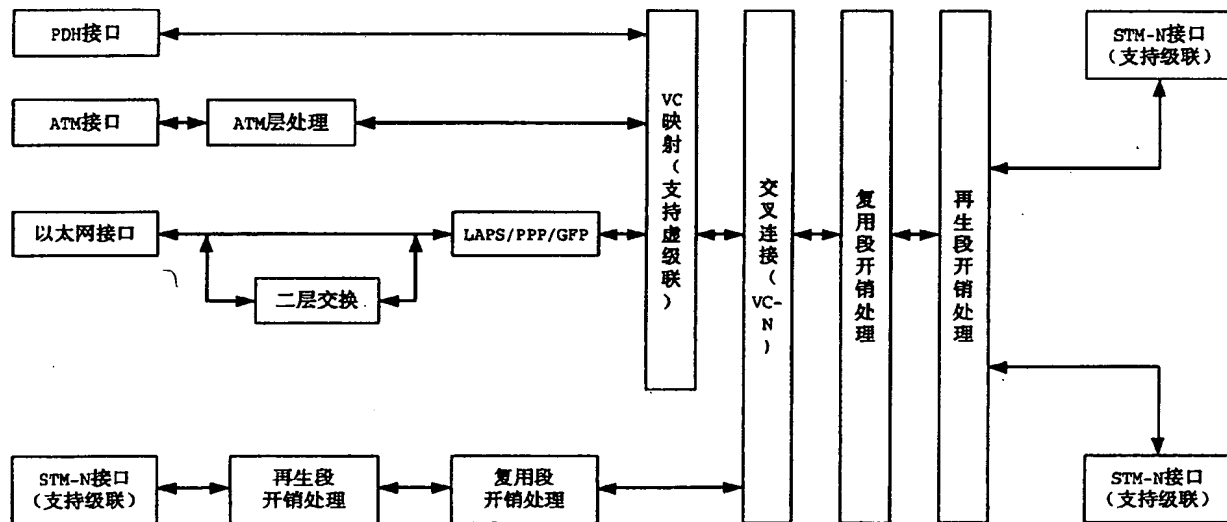 PDH接口
STM-N接口
（支持级联）
ATM接口
ATM层处理
VC映射（支持虚级联）
交叉连接（VC-N）
复用段开销处理
再生段开销处理
以太网接口
LAPS/PPP/GFP
二层交换
STM-N接口
（支持级联）
再生段
开销处理
复用段
开销处理
STM-N接口
（支持级联）